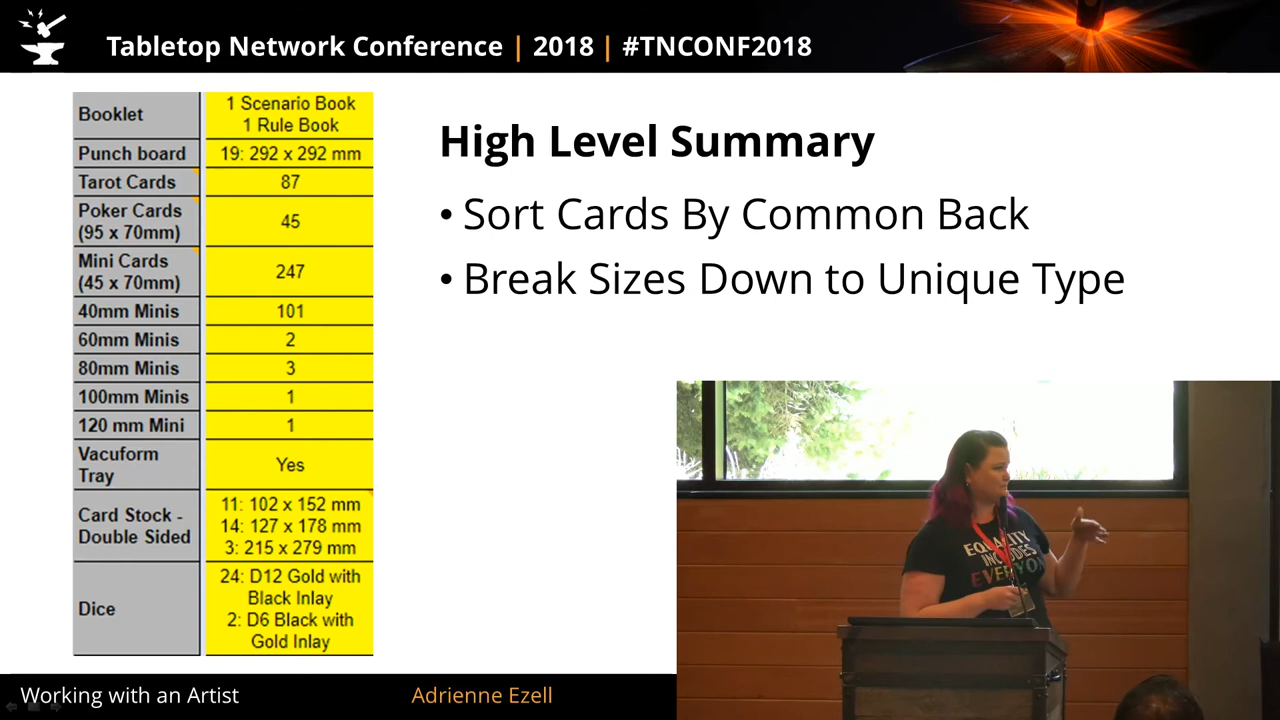 Tabletop Network Conference | 2018 | #TNCONF2018
Booklet
1 Scenario Book
1 Rule Book
Punch board
19: 292 x 292 mm
Tarot Cards
87
Poker Cards
(95 x 70mm)
45
Mini Cards
(45 x 70mm)
247
40mm Minis
101
60mm Minis
2
80mm Minis
3
100mm Minis
1
120 mm Mini
1
Vacuform
Tray
Yes
Card Stock -
Double Sided
11: 102 x 152 mm
14: 127 x 178 mm
3: 215 x 279 mm
Dice
24: D12 Gold with
Black Inlay
2: D6 Black with
Gold Inlay
High Level Summary
• Sort Cards By Common Back
• Break Sizes Down to Unique Type
EQUALITY
INCLUDES
EVERYONE
Working with an Artist
Adrienne Ezell